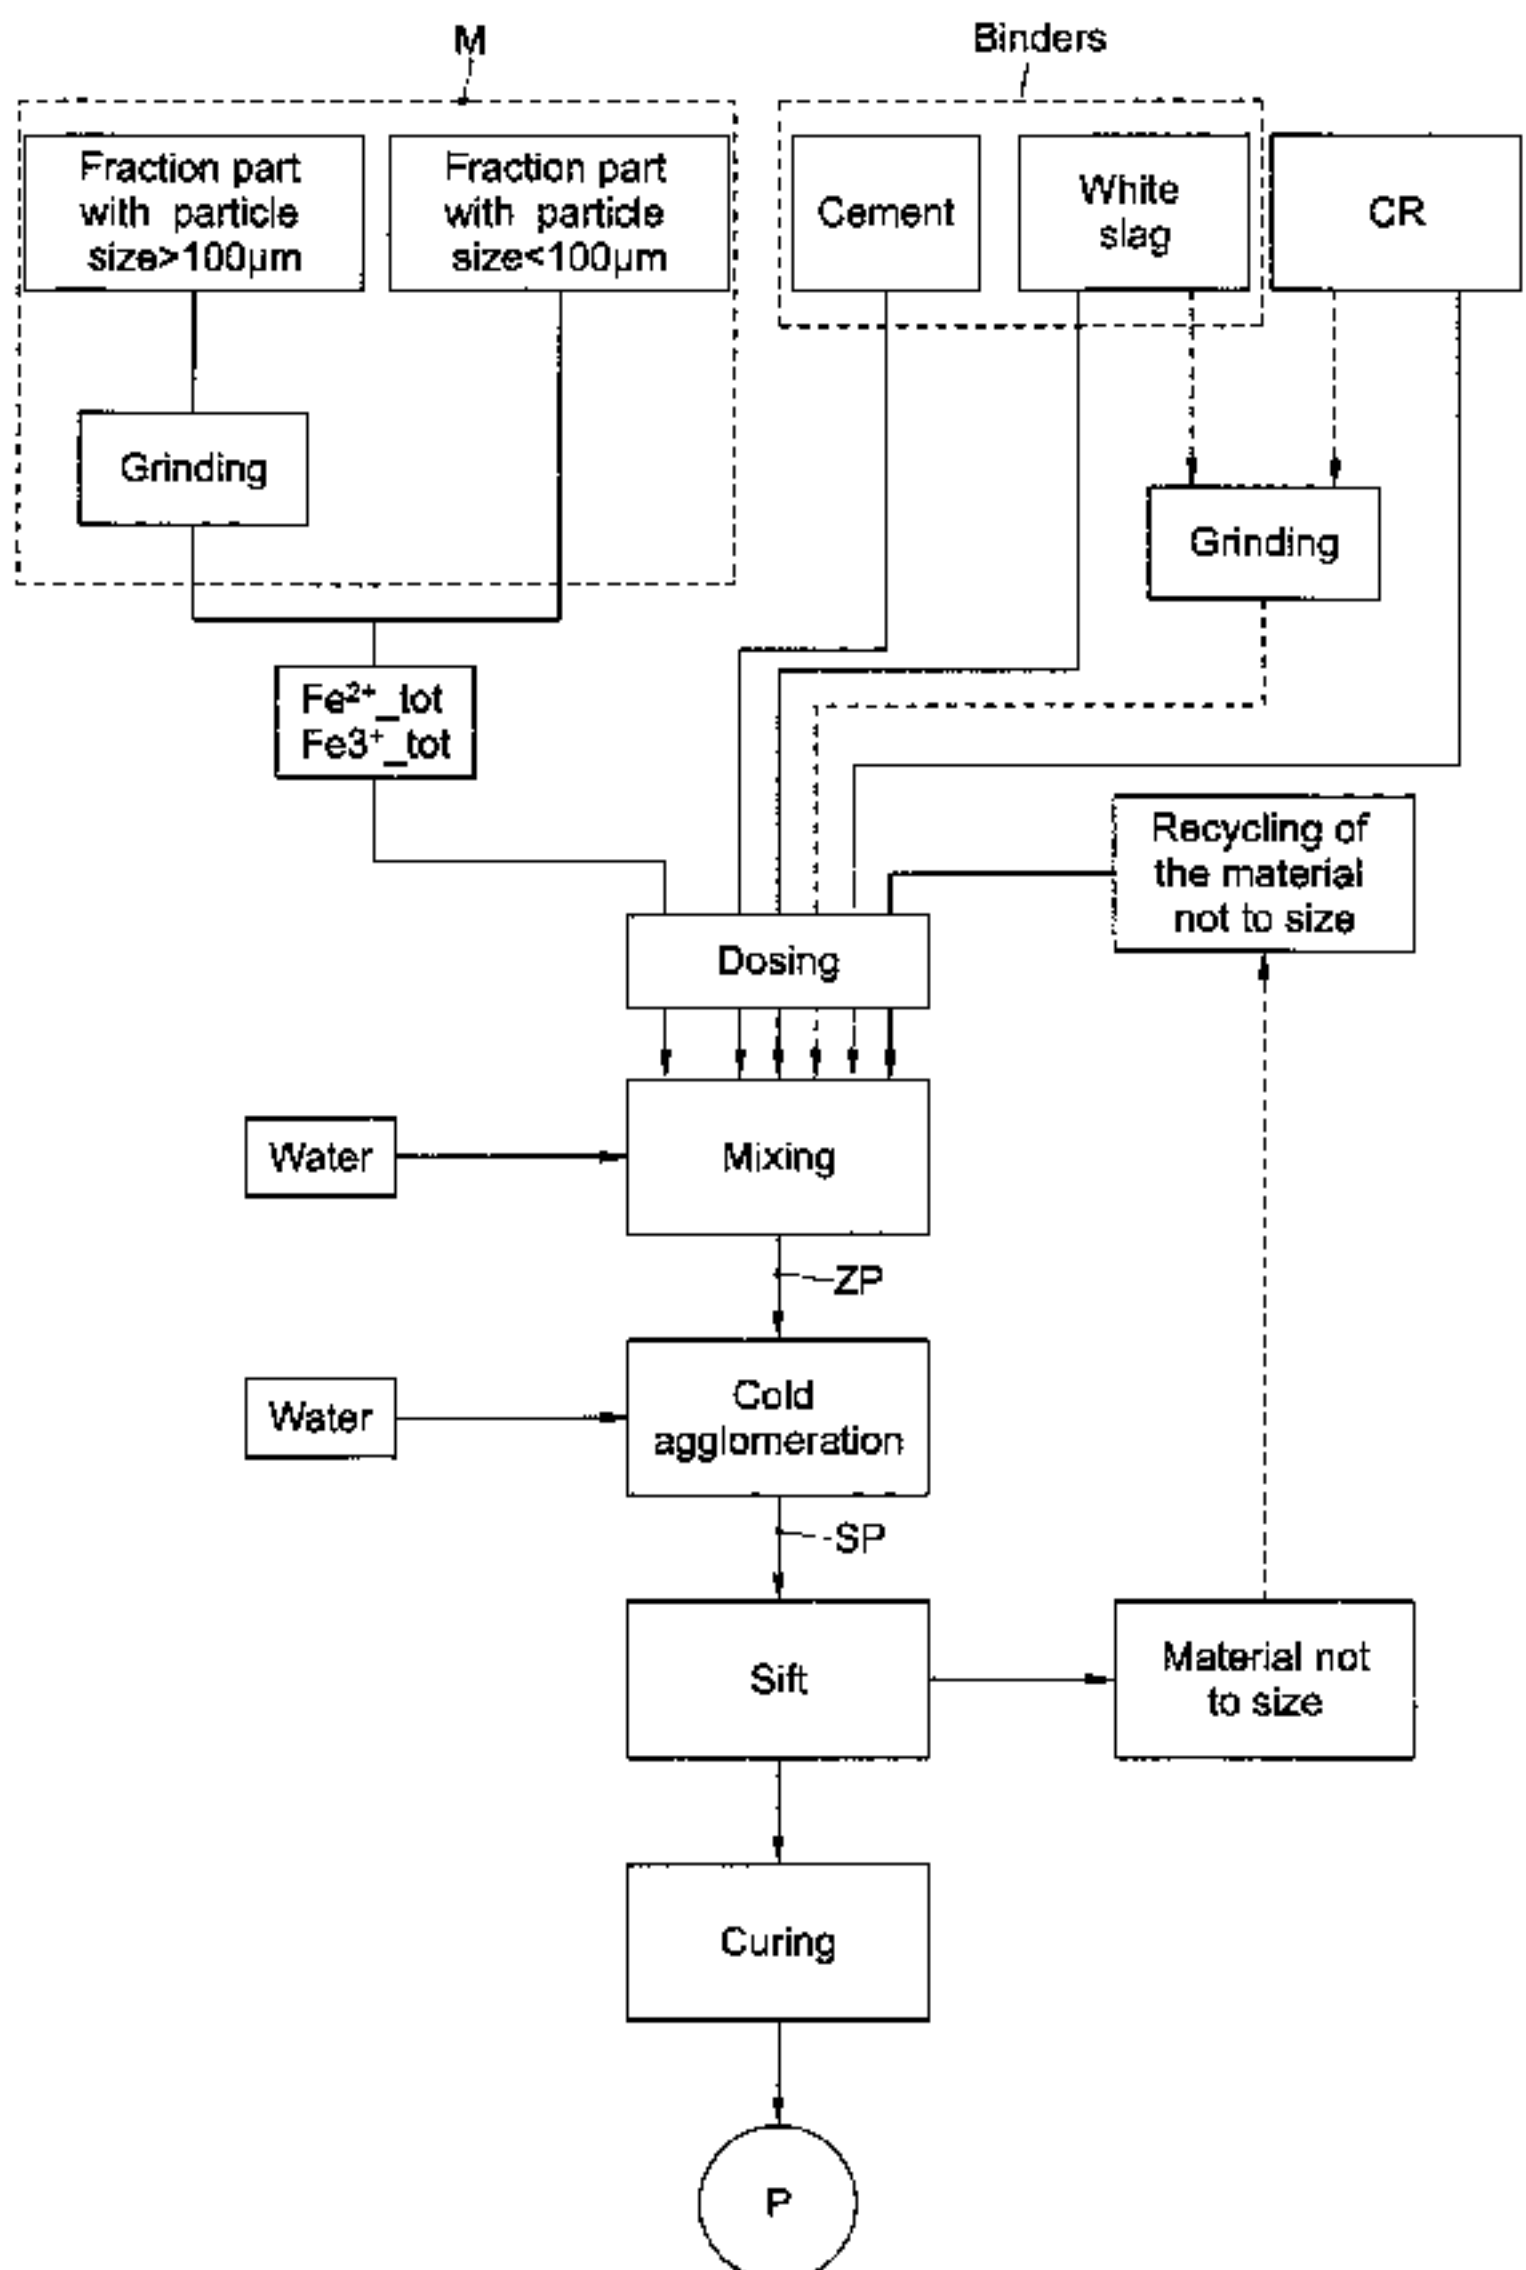 M
Binders
Fraction part
with particle
size>100µm
Fraction part
with particle
size<100µm
Cement
White
slag
CR
Grinding
Grinding
Fe²⁺_tot
Fe3⁺_tot
Recycling of
the material
not to size
Dosing
Water
Mixing
ZP
Water
Cold
agglomeration
SP
Sift
Material not
to size
Curing
P